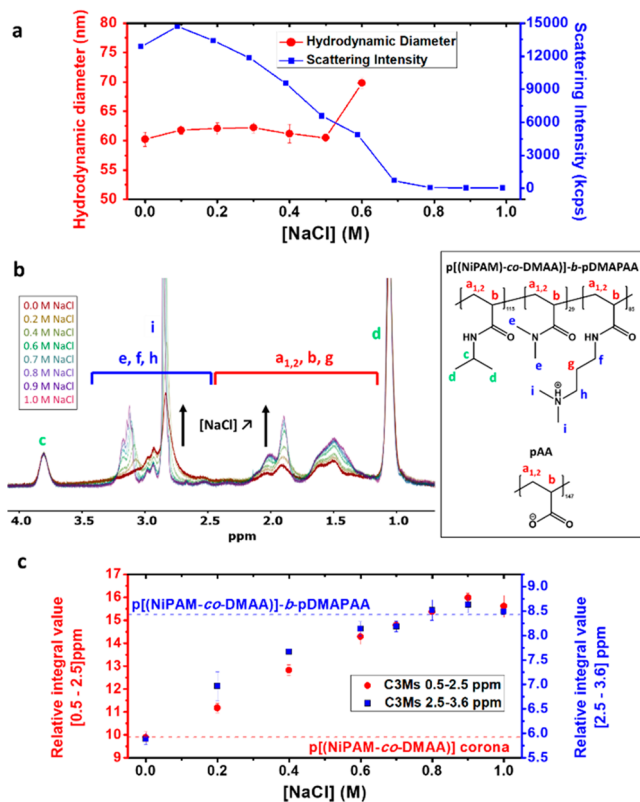 a
Hydrodynamic diameter (nm)
80
75
70
65
60
55
50
Hydrodynamic Diameter
Scattering Intensity
15000
12000
9000
6000
3000
0
Scattering Intensity (kcps)
0.0 0.2 0.4 0.6 0.8 1.0
[NaCl] (M)
b
0.0 M NaCl
0.2 M NaCl
0.4 M NaCl
0.6 M NaCl
0.7 M NaCl
0.8 M NaCl
0.9 M NaCl
1.0 M NaCl
i
d
e, f, h
a1,2, b, g
[NaCl] ↗
c
4.0 3.5 3.0 2.5 2.0 1.5 1.0
ppm
p[(NiPAM)-co-DMAA)]-b-pDMAPAA
a1,2 b a1,2 b a1,2 b
115 29 93
NH O e N O NH O
c e g f
d d
i N H ⊕ h
i
pAA
a1,2 b
147
⊖ O O
c
Relative integral value
[0.5 - 2.5]ppm
16
15
14
13
12
11
10
9
p[(NiPAM-co-DMAA)]-b-pDMAPAA
C3Ms 0.5-2.5 ppm
C3Ms 2.5-3.6 ppm
p[(NiPAM-co-DMAA)] corona
9.0
8.5
8.0
7.5
7.0
6.5
6.0
5.5
Relative integral value
[2.5 - 3.6] ppm
0.0 0.2 0.4 0.6 0.8 1.0
[NaCl] (M)